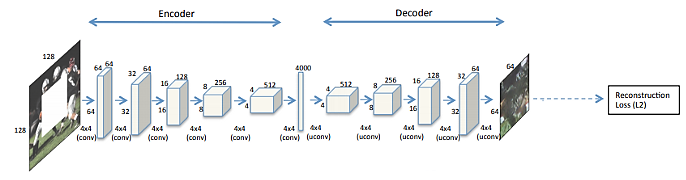 Encoder
Decoder
128
128
64 64
64
4x4
(conv)
32 64
32
4x4
(conv)
16 128
16
4x4
(conv)
8 256
8
4x4
(conv)
4 512
4
4x4
(conv)
4000
4x4
(conv)
4 512
4
4x4
(uconv)
8 256
8
4x4
(uconv)
16 128
16
4x4
(uconv)
32 64
32
4x4
(uconv)
64
64
4x4
(uconv)
Reconstruction
Loss (L2)